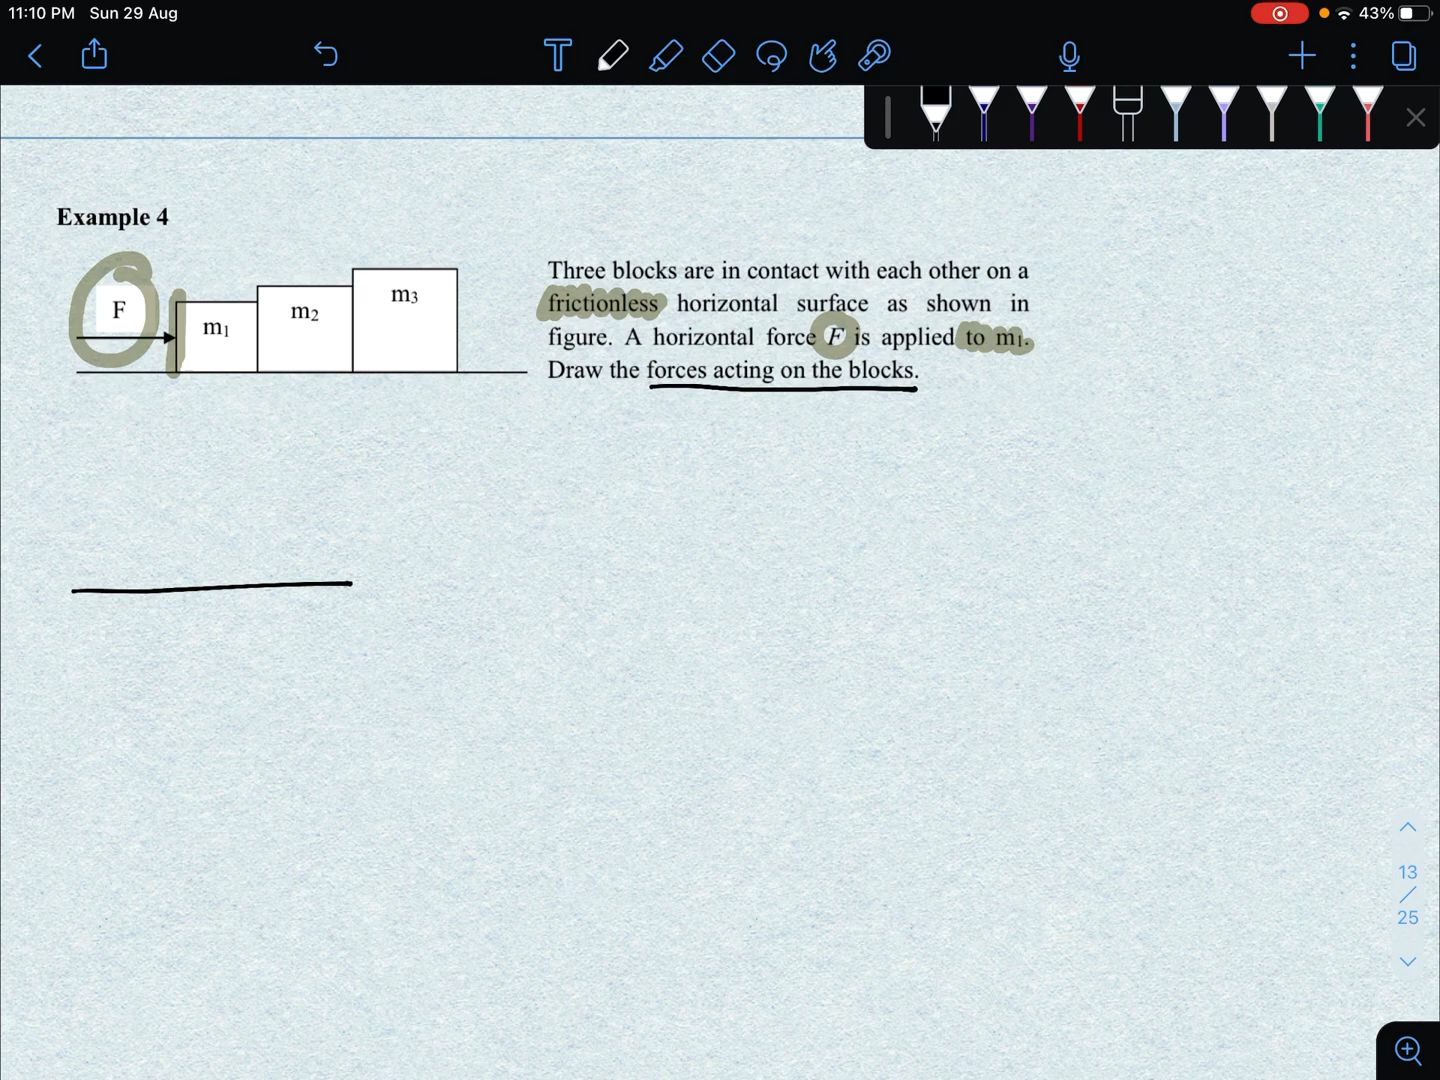 11:10 PM Sun 29 Aug
43%
Example 4
F
m₁
m₂
m₃
Three blocks are in contact with each other on a
frictionless horizontal surface as shown in
figure. A horizontal force F is applied to m₁.
Draw the forces acting on the blocks.
13
/
25